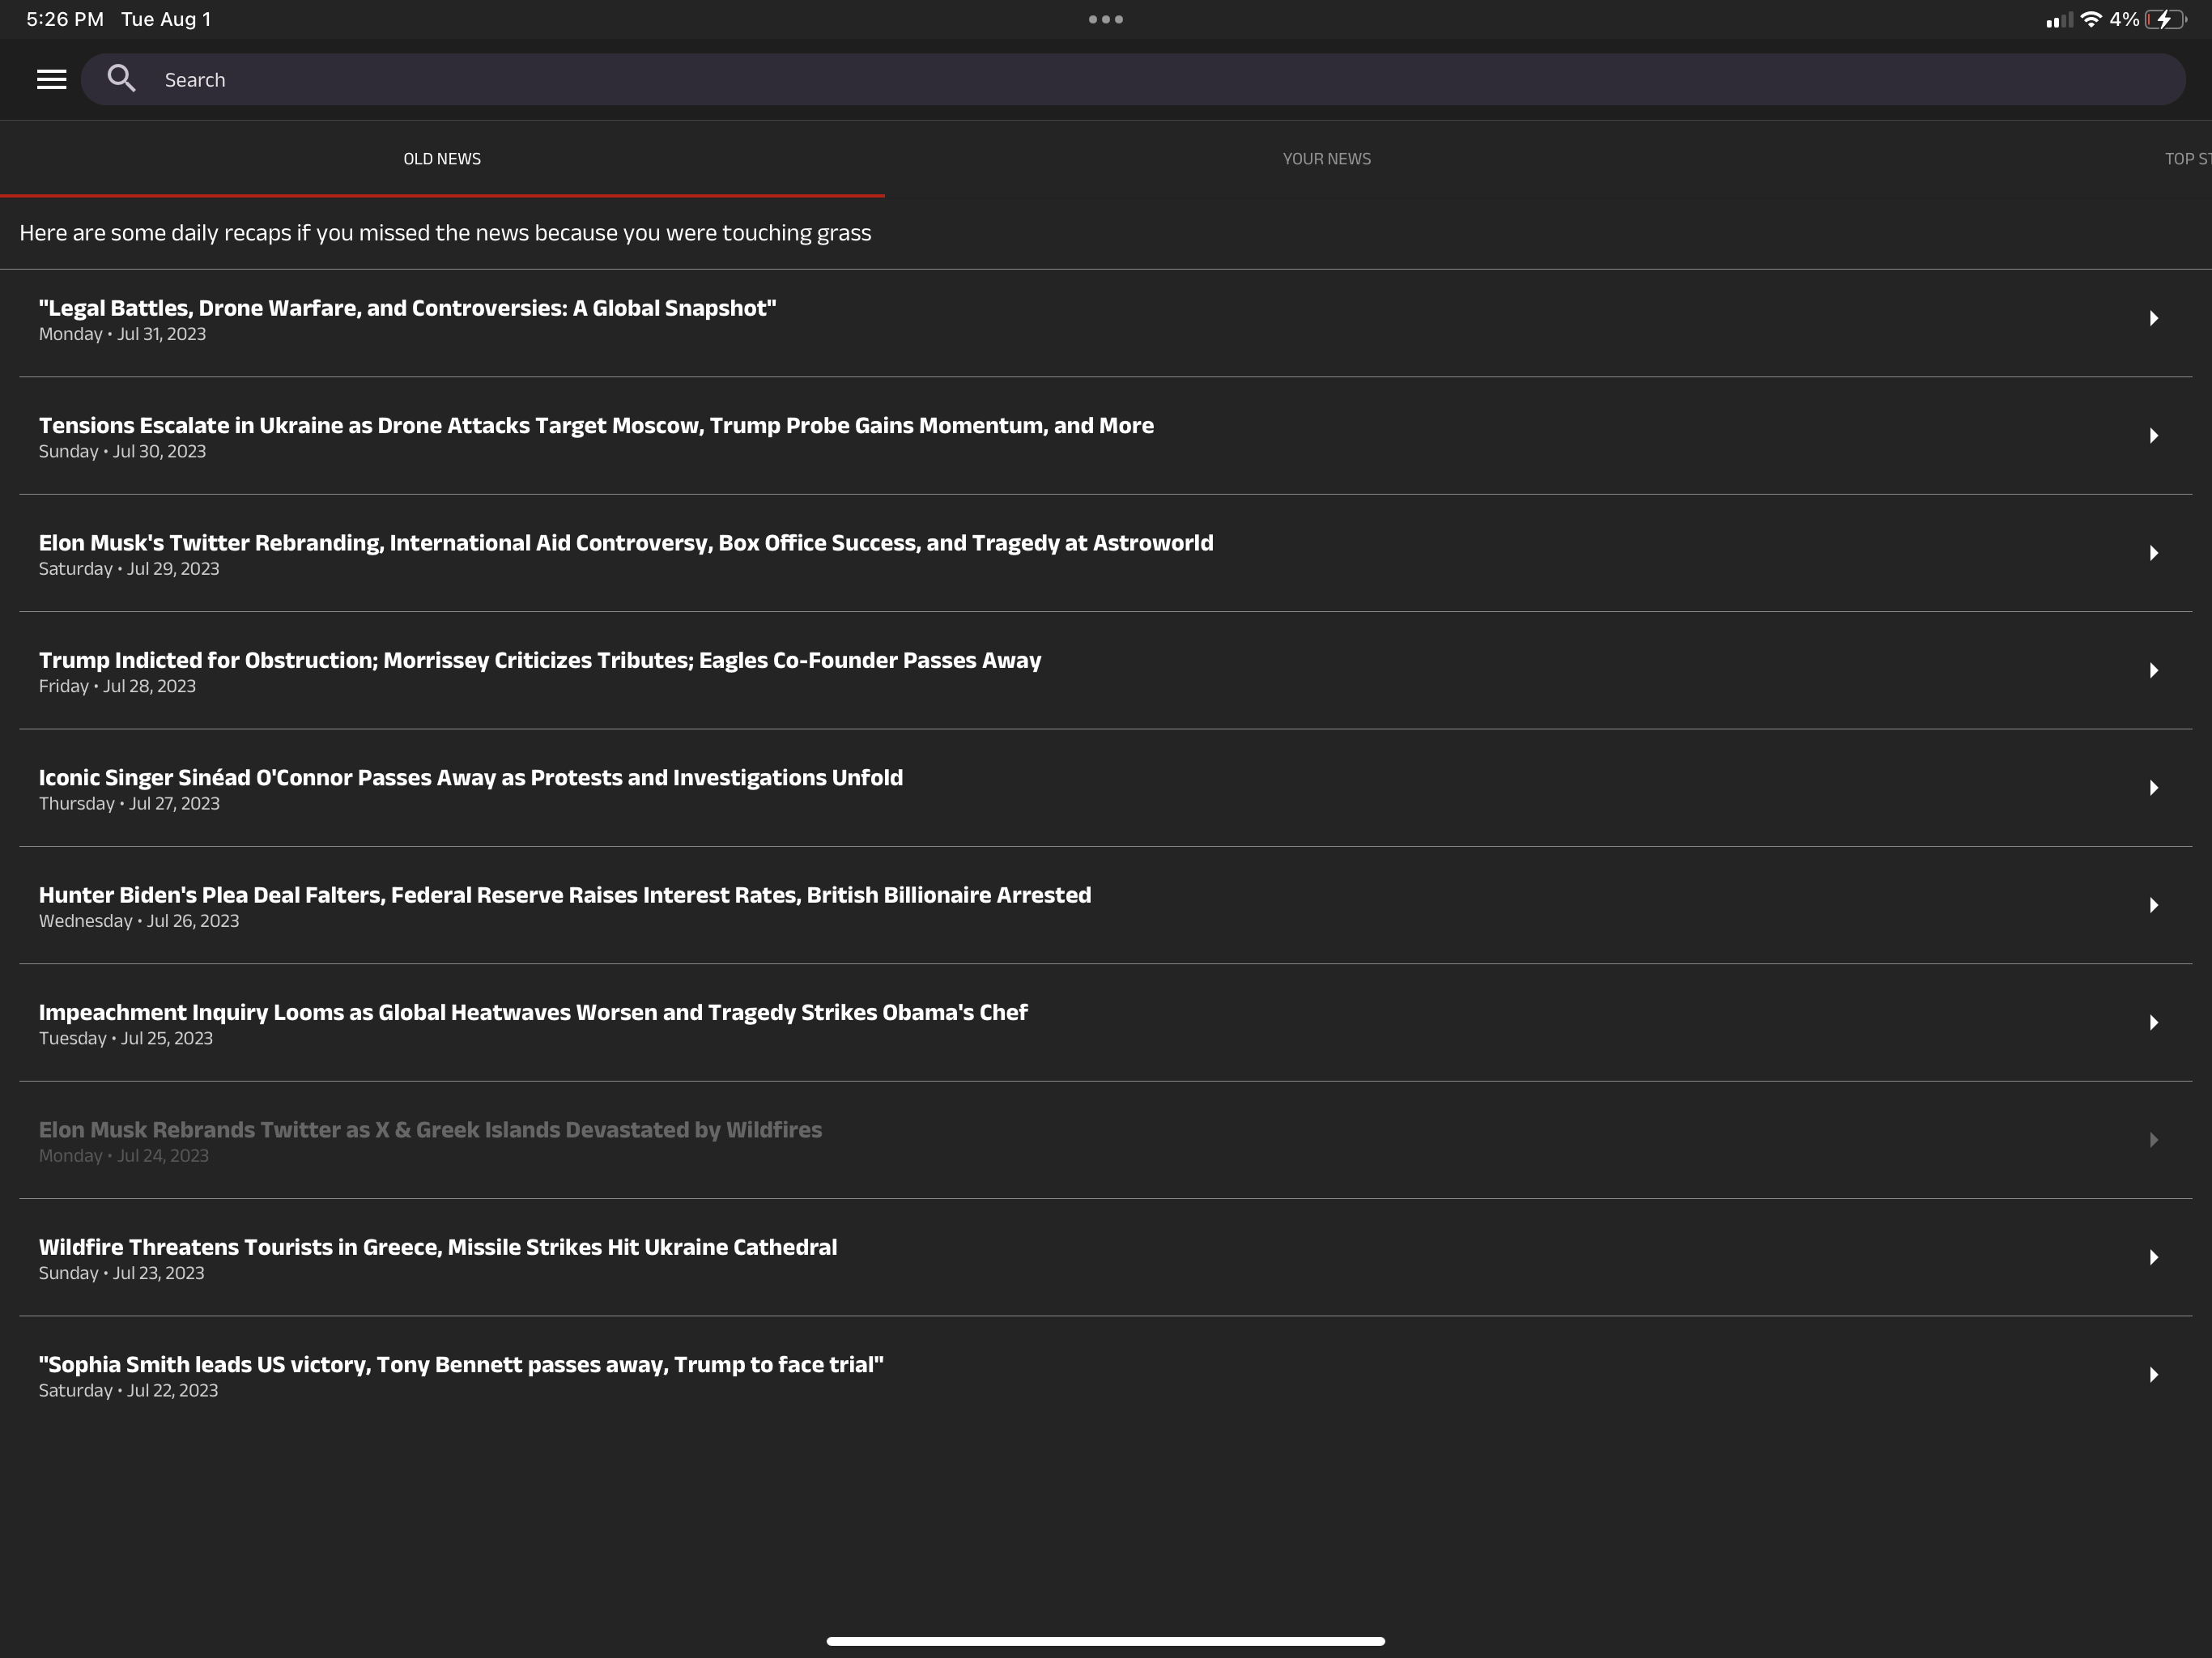 5:26 PM Tue Aug 1
4%
Search
OLD NEWS
YOUR NEWS
TOP ST
Here are some daily recaps if you missed the news because you were touching grass
"Legal Battles, Drone Warfare, and Controversies: A Global Snapshot"
Monday • Jul 31, 2023
Tensions Escalate in Ukraine as Drone Attacks Target Moscow, Trump Probe Gains Momentum, and More
Sunday • Jul 30, 2023
Elon Musk's Twitter Rebranding, International Aid Controversy, Box Office Success, and Tragedy at Astroworld
Saturday • Jul 29, 2023
Trump Indicted for Obstruction; Morrissey Criticizes Tributes; Eagles Co-Founder Passes Away
Friday • Jul 28, 2023
Iconic Singer Sinéad O'Connor Passes Away as Protests and Investigations Unfold
Thursday • Jul 27, 2023
Hunter Biden's Plea Deal Falters, Federal Reserve Raises Interest Rates, British Billionaire Arrested
Wednesday • Jul 26, 2023
Impeachment Inquiry Looms as Global Heatwaves Worsen and Tragedy Strikes Obama's Chef
Tuesday • Jul 25, 2023
Elon Musk Rebrands Twitter as X & Greek Islands Devastated by Wildfires
Monday • Jul 24, 2023
Wildfire Threatens Tourists in Greece, Missile Strikes Hit Ukraine Cathedral
Sunday • Jul 23, 2023
"Sophia Smith leads US victory, Tony Bennett passes away, Trump to face trial"
Saturday • Jul 22, 2023